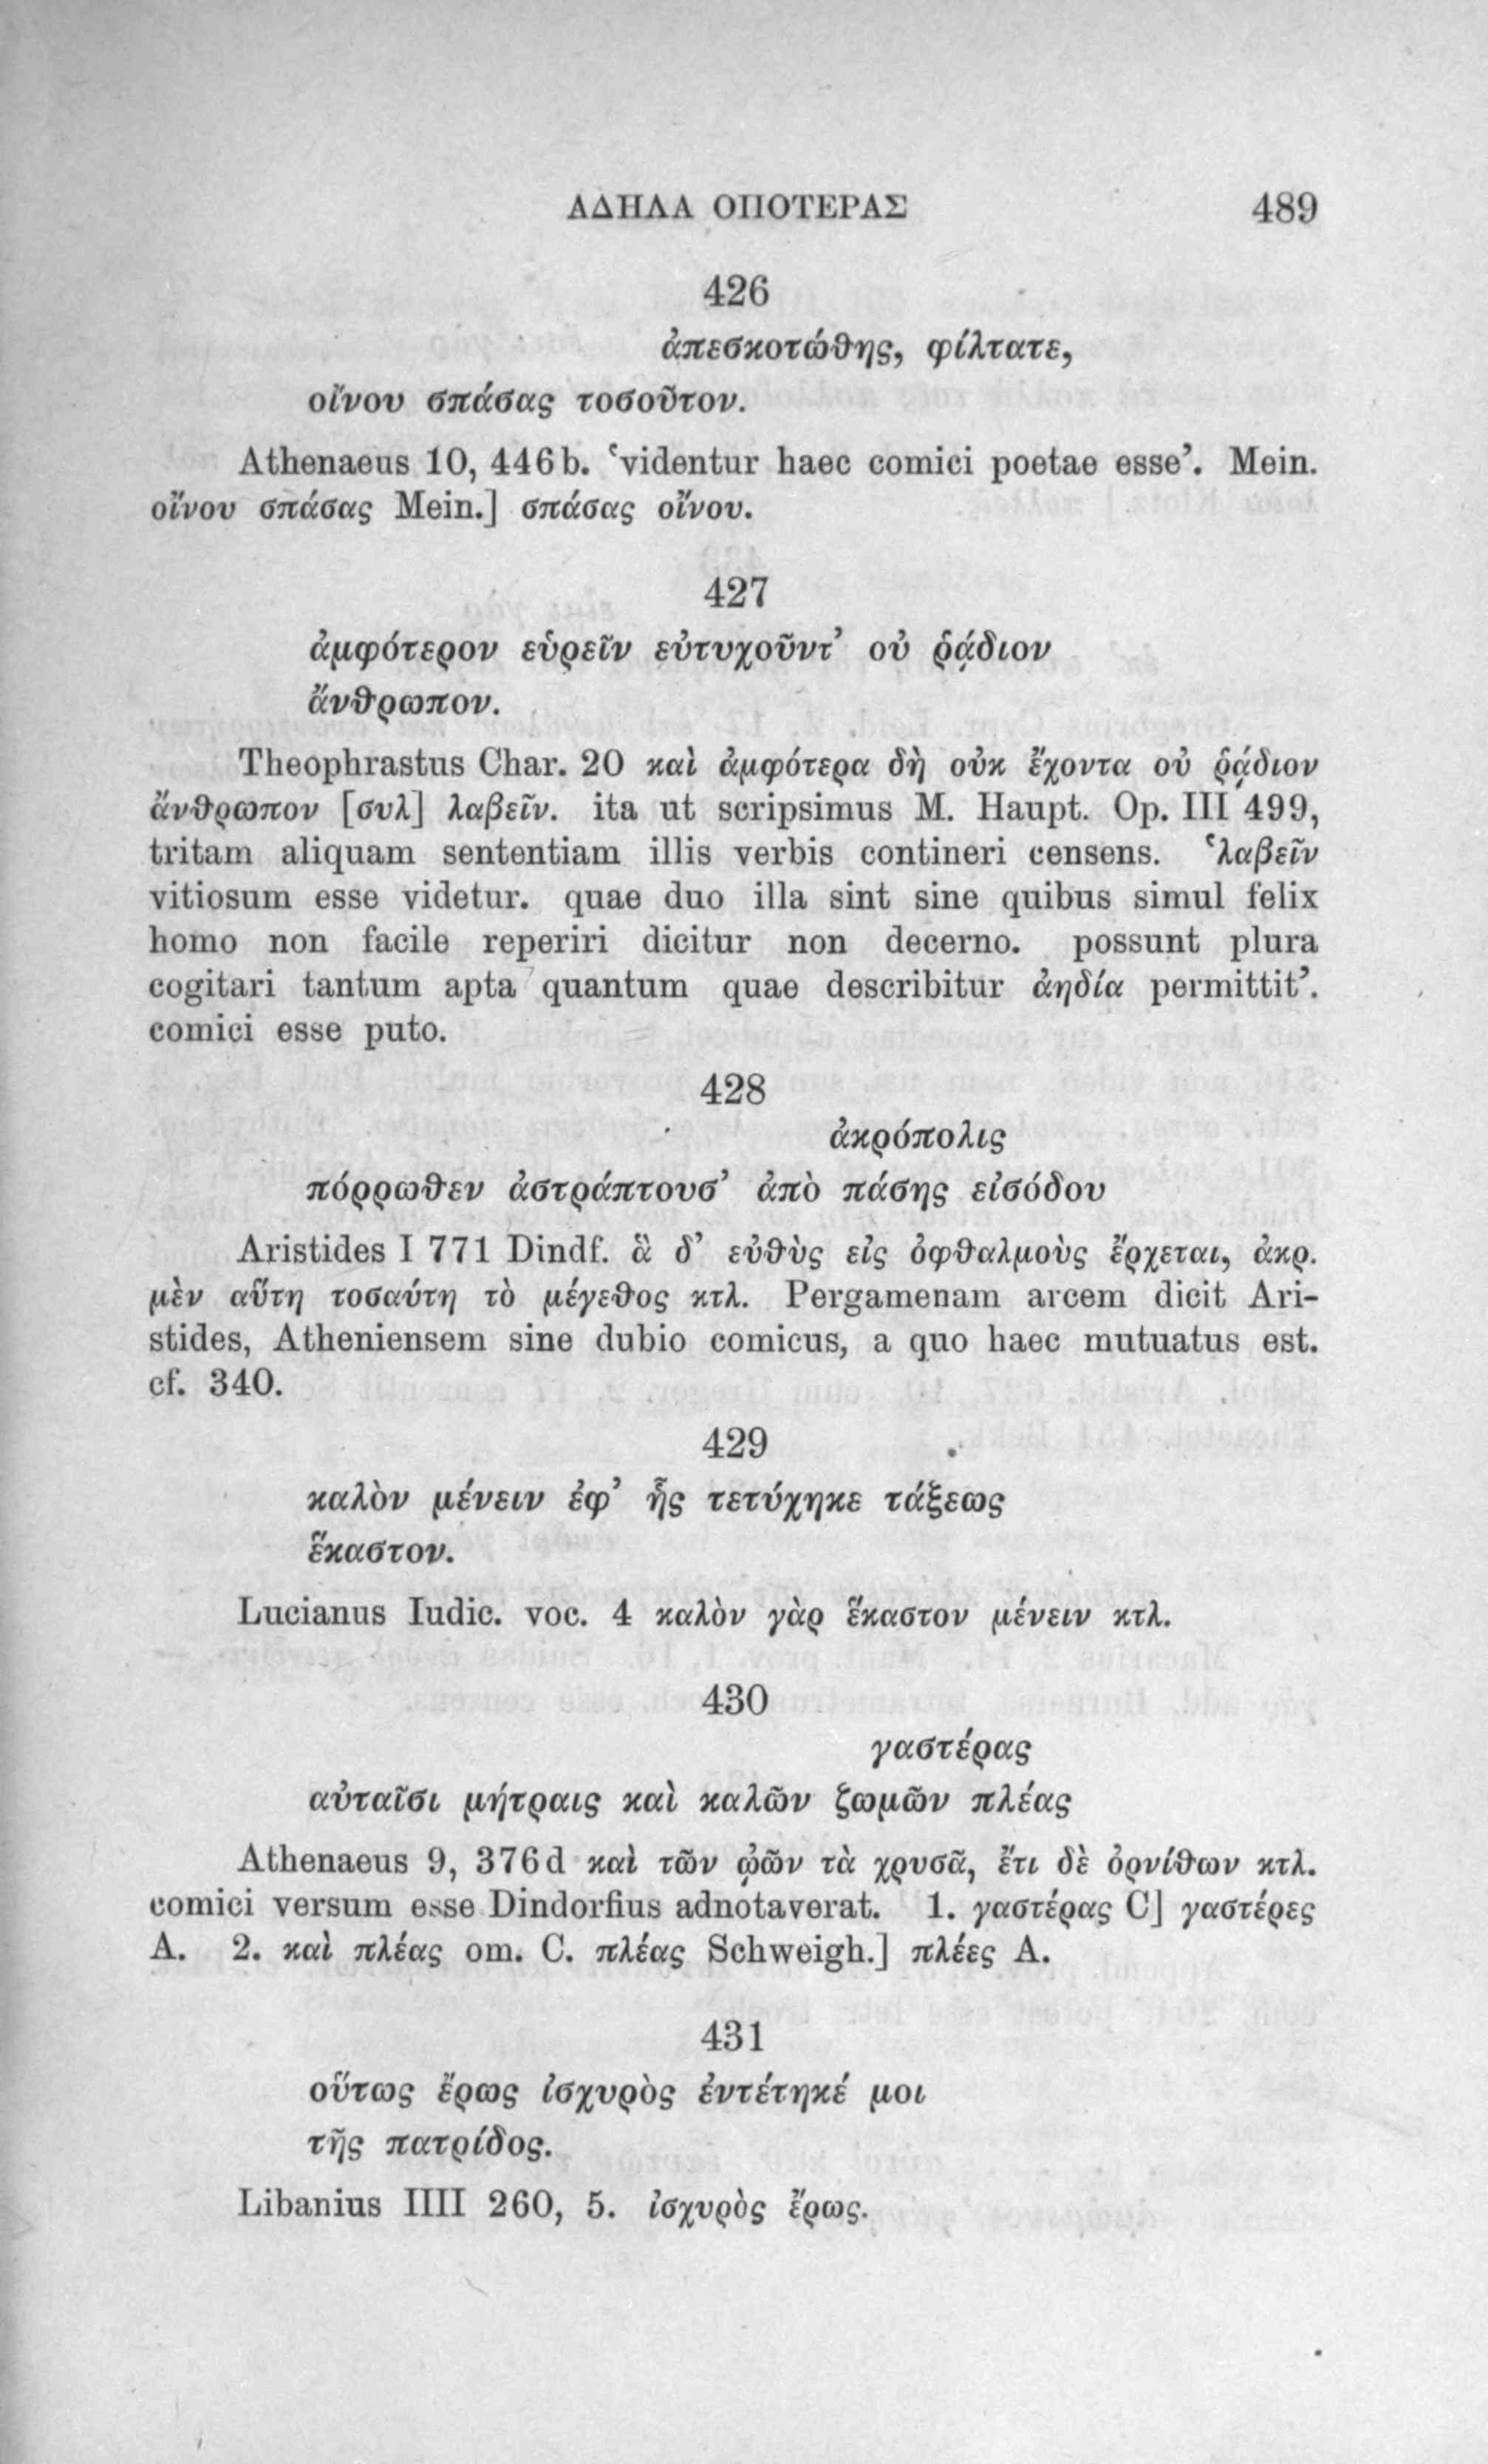 ΑΔΗΛΑ ΟΠΟΤΕΡΑΣ 489
426
ἀπεσκοτώθης, φίλτατε,
οἴνου σπάσας τοσοῦτον.
Athenaeus 10, 446b. ‘videntur haec comici poetae esse’. Mein.
οἴνου σπάσας Mein.] σπάσας οἴνου.
427
ἀμφότερον εὑρεῖν εὐτυχοῦντ’ οὐ ῥᾴδιον
ἄνθρωπον.
Theophrastus Char. 20 καὶ ἀμφότερα δὴ οὐκ ἔχοντα οὐ ῥᾴδιον
ἄνθρωπον [συλ] λαβεῖν. ita ut scripsimus M. Haupt. Op. III 499,
tritam aliquam sententiam illis verbis contineri censens. ‘λαβεῖν
vitiosum esse videtur. quae duo illa sint sine quibus simul felix
homo non facile reperiri dicitur non decerno. possunt plura
cogitari tantum apta quantum quae describitur ἀηδία permittit’.
comici esse puto.
428
ἀκρόπολις
πόρρωθεν ἀστράπτουσ’ ἀπὸ πάσης εἰσόδου
Aristides I 771 Dindf. ἃ δ’ εὐθὺς εἰς ὀφθαλμοὺς ἔρχεται, ἀκρ.
μὲν αὕτη τοσαύτη τὸ μέγεθος κτλ. Pergamenam arcem dicit Ari-
stides, Atheniensem sine dubio comicus, a quo haec mutuatus est.
cf. 340.
429
καλὸν μένειν ἐφ’ ἧς τετύχηκε τάξεως
ἕκαστον.
Lucianus Iudic. voc. 4 καλὸν γὰρ ἕκαστον μένειν κτλ.
430
γαστέρας
αὐταῖσι μήτραις καὶ καλῶν ζωμῶν πλέας
Athenaeus 9, 376d καὶ τῶν ᾠῶν τὰ χρυσᾶ, ἔτι δὲ ὀρνίθων κτλ.
comici versum esse Dindorfius adnotaverat. 1. γαστέρας C] γαστέρες
A. 2. καὶ πλέας om. C. πλέας Schweigh.] πλέες A.
431
οὕτως ἔρως ἰσχυρὸς ἐντέτηκέ μοι
τῆς πατρίδος.
Libanius IIII 260, 5. ἰσχυρὸς ἔρως.